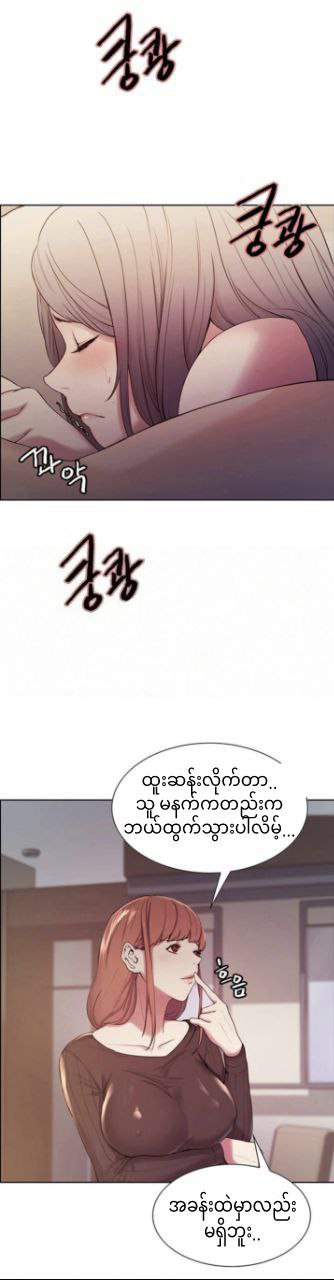 쿵쾅
쿵쾅
꽈악
쿵쾅
ထူးဆန်းလိုက်တာ..
သူ မနက်ကတည်းက
ဘယ်ထွက်သွားပါလိမ့်...
흐음
အခန်းထဲမှာလည်း
မရှိဘူး..